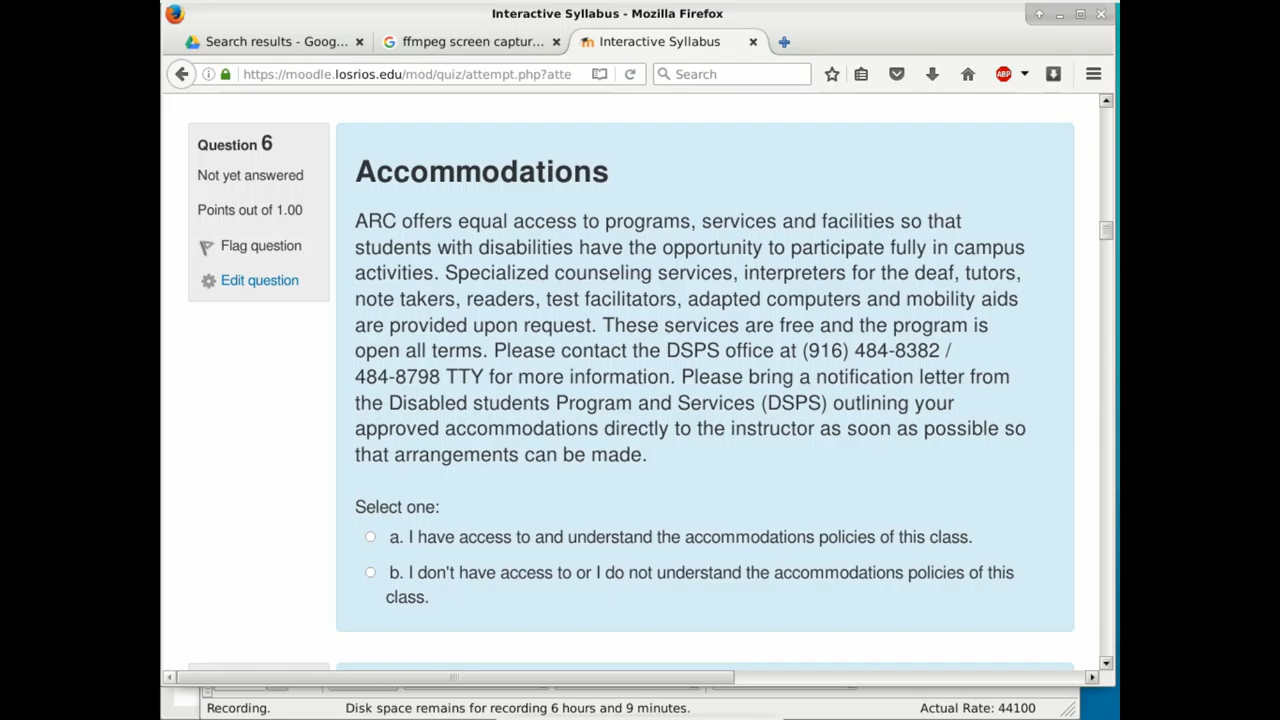 Interactive Syllabus - Mozilla Firefox
Search results - Goog...
ffmpeg screen captur...
Interactive Syllabus
https://moodle.losrios.edu/mod/quiz/attempt.php?atte
Search
ABP
Question 6
Not yet answered
Points out of 1.00
Flag question
Edit question
Accommodations
ARC offers equal access to programs, services and facilities so that
students with disabilities have the opportunity to participate fully in campus
activities. Specialized counseling services, interpreters for the deaf, tutors,
note takers, readers, test facilitators, adapted computers and mobility aids
are provided upon request. These services are free and the program is
open all terms. Please contact the DSPS office at (916) 484-8382 /
484-8798 TTY for more information. Please bring a notification letter from
the Disabled students Program and Services (DSPS) outlining your
approved accommodations directly to the instructor as soon as possible so
that arrangements can be made.
Select one:
a. I have access to and understand the accommodations policies of this class.
b. I don't have access to or I do not understand the accommodations policies of this
class.
Recording.
Disk space remains for recording 6 hours and 9 minutes.
Actual Rate: 44100